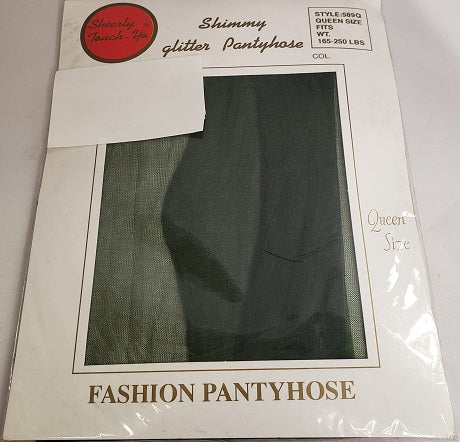 Sheerly
Touch-Ya
Shimmy
glitter Pantyhose
STYLE:589Q
QUEEN SIZE
FITS
WT.
165-250 LBS
COL.
Queen
Size
FASHION PANTYHOSE